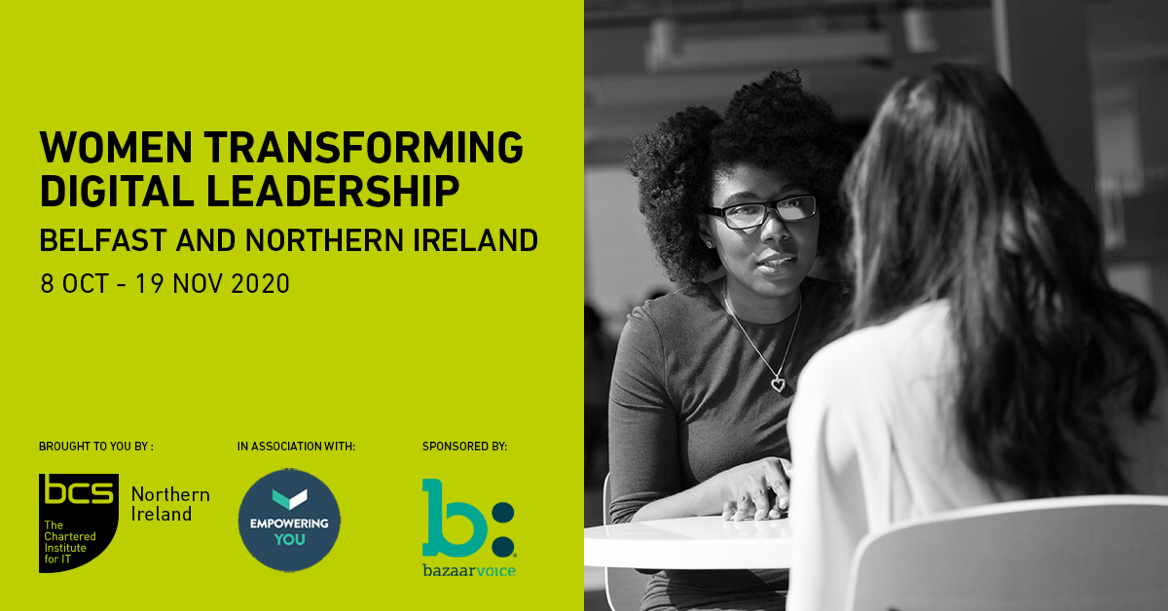 WOMEN TRANSFORMING
DIGITAL LEADERSHIP
BELFAST AND NORTHERN IRELAND
8 OCT - 19 NOV 2020
BROUGHT TO YOU BY :
bcs
The
Chartered
Institute
for IT
Northern
Ireland
IN ASSOCIATION WITH:
EMPOWERING
YOU
SPONSORED BY:
b:
bazaarvoice